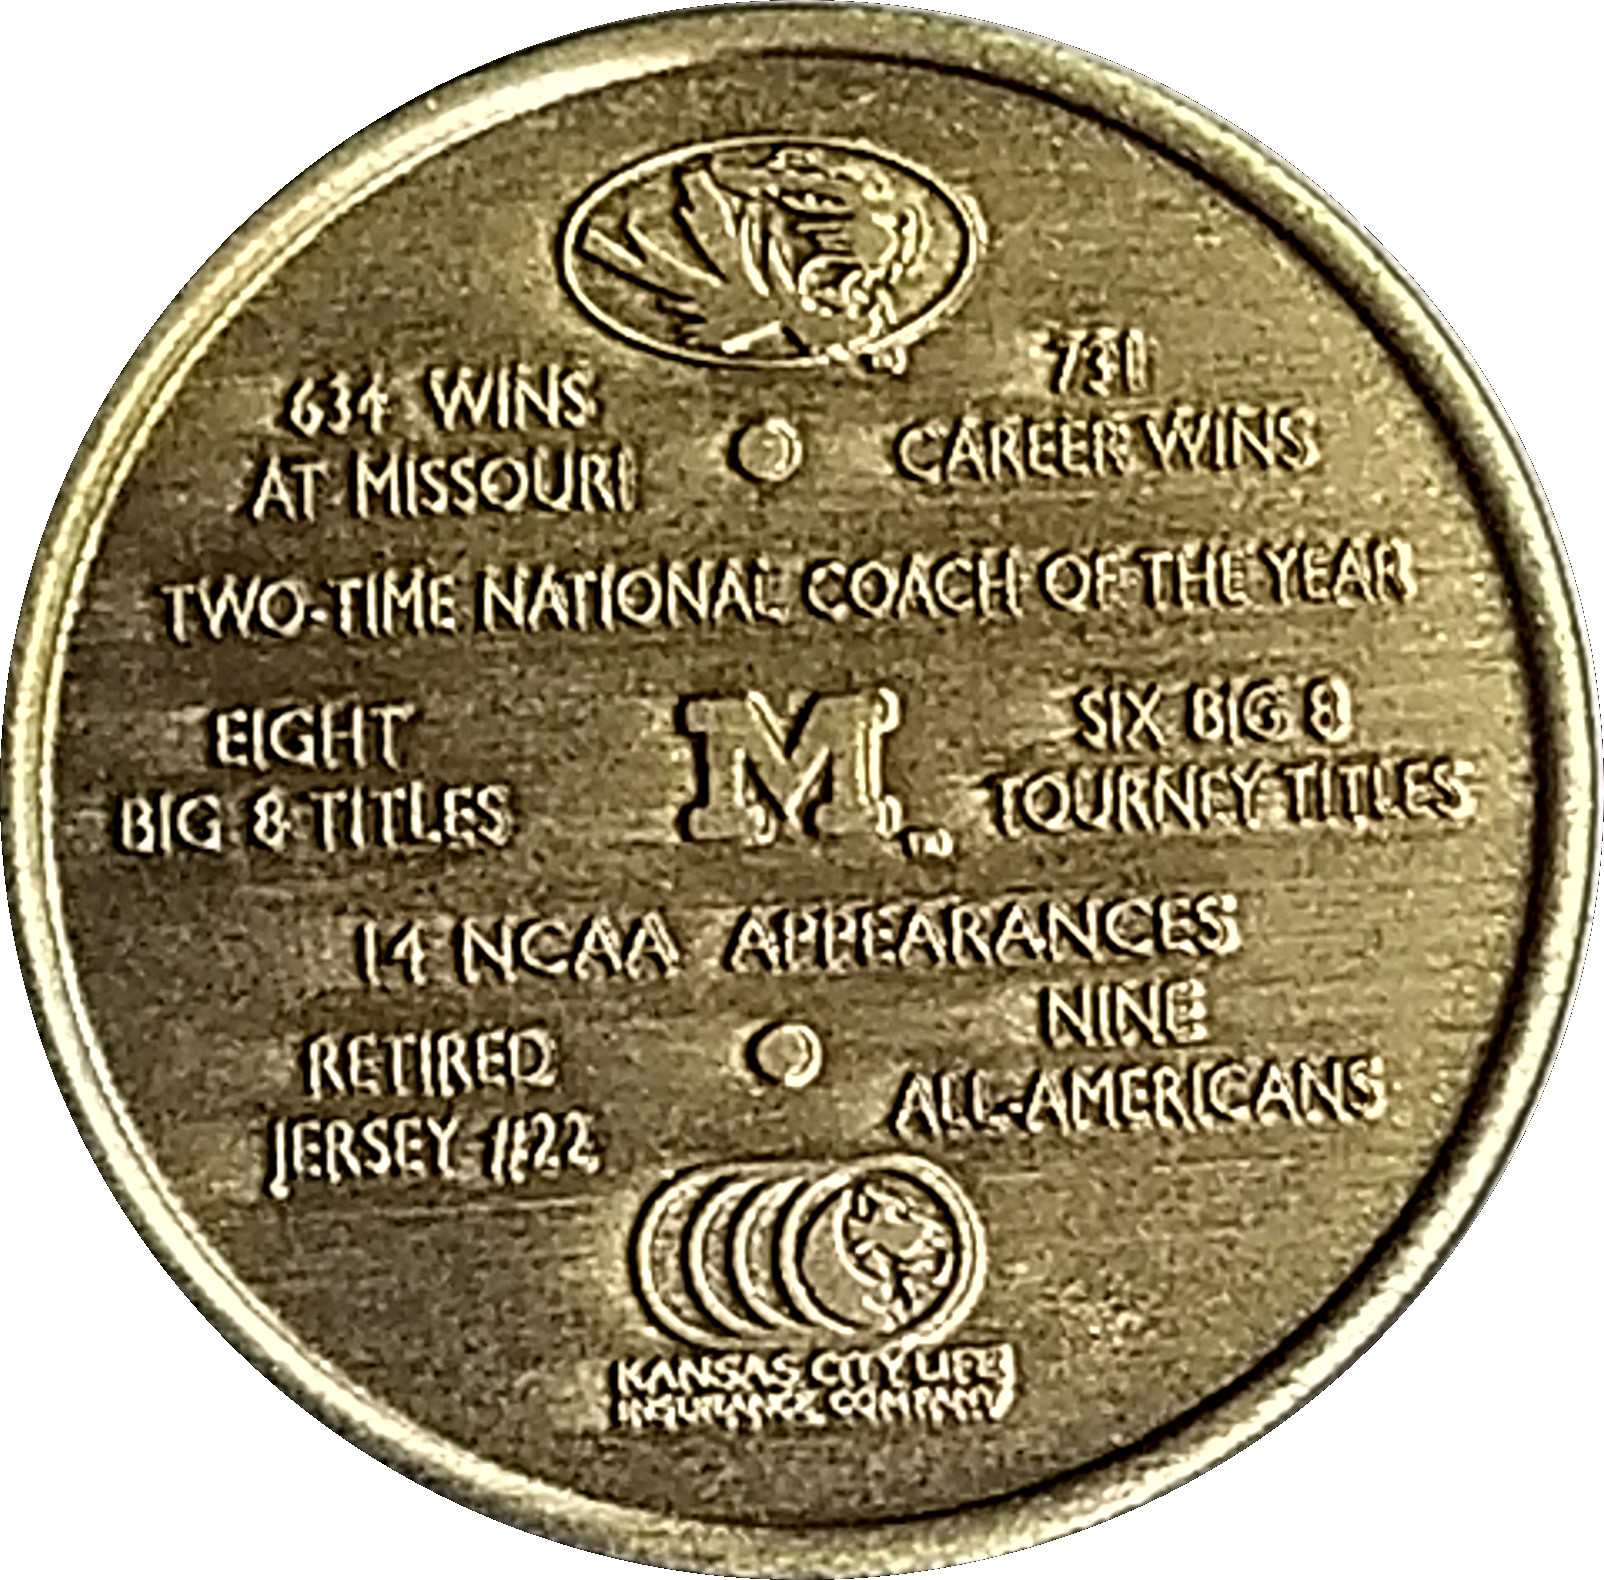 634 WINS
AT MISSOURI
731
CAREER WINS
TWO-TIME NATIONAL COACH OF THE YEAR
EIGHT
BIG 8 TITLES
M
TM
SIX BIG 8
TOURNEY TITLES
14 NCAA APPEARANCES
RETIRED
JERSEY #22
NINE
ALL-AMERICANS
KANSAS CITY LIFE
INSURANCE COMPANY